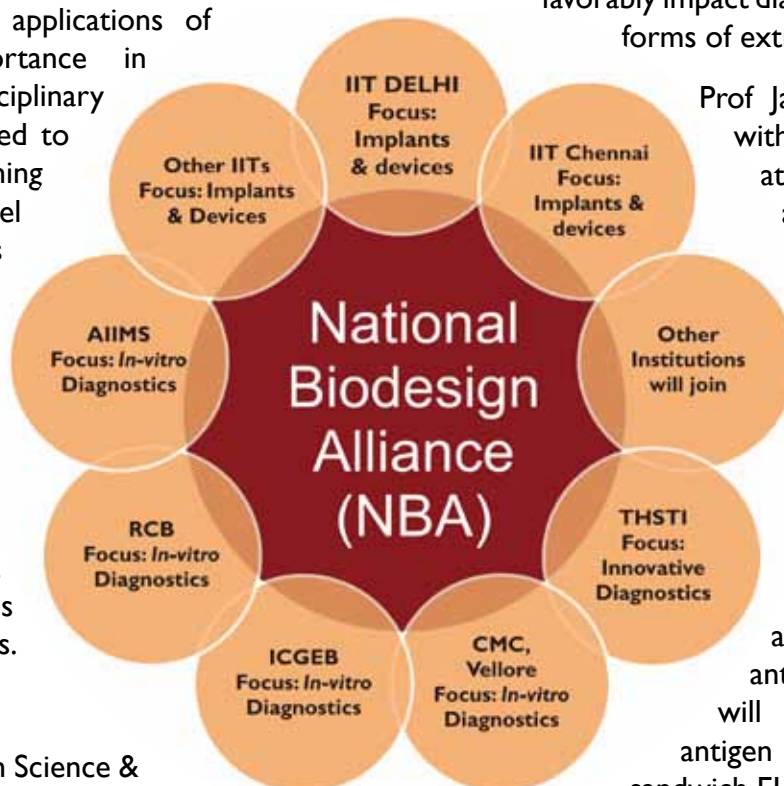 applications of
ortance in
ciplinary
ed to
ning
el
s
s
s.
n Science &
favorably impact dia
forms of ext
Prof Ja
with
at
a
a
ant
will
antigen
sandwich EL
IIT DELHI
Focus:
Implants
& devices
IIT Chennai
Focus:
Implants &
devices
Other
Institutions
will join
THSTI
Focus:
Innovative
Diagnostics
CMC,
Vellore
Focus: In-vitro
Diagnostics
ICGEB
Focus: In-vitro
Diagnostics
RCB
Focus: In-vitro
Diagnostics
AIIMS
Focus: In-vitro
Diagnostics
Other IITs
Focus: Implants
& Devices
National
Biodesign
Alliance
(NBA)